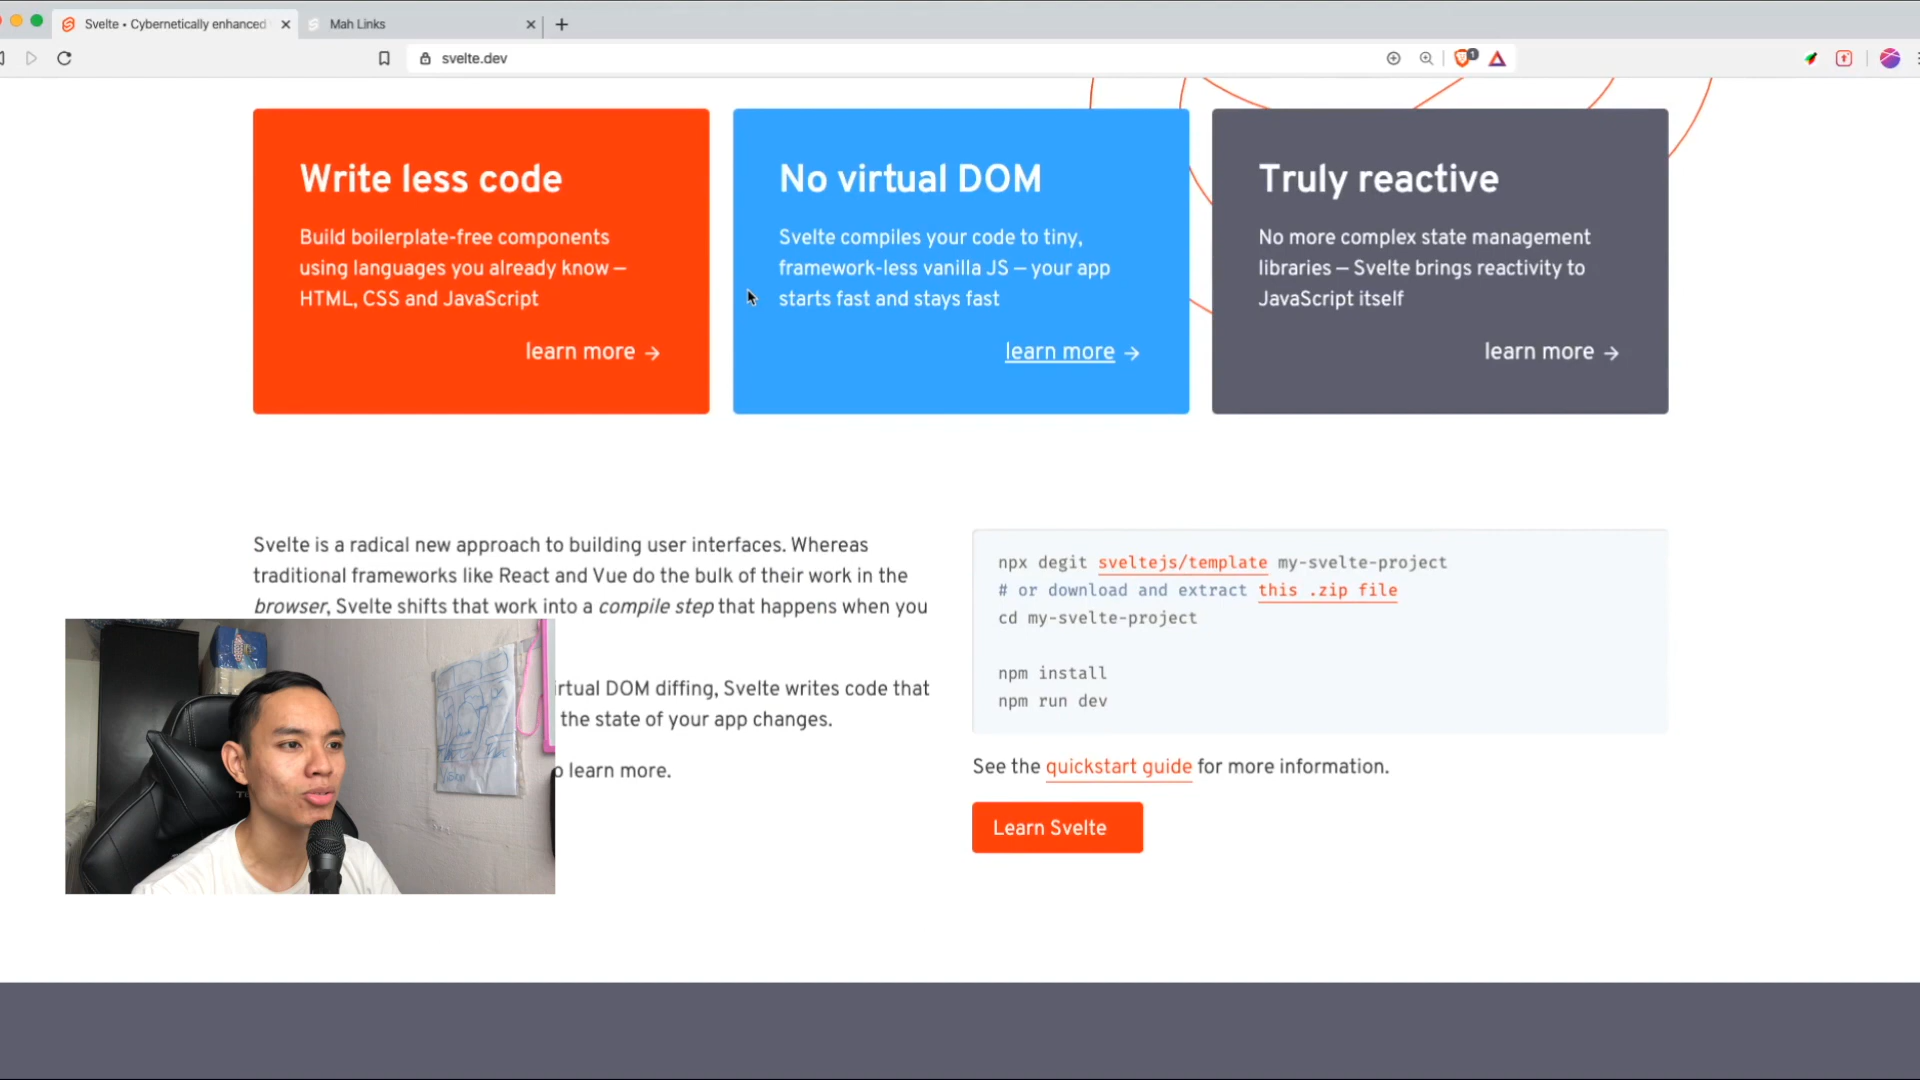 Svelte • Cybernetically enhanced
Mah Links
svelte.dev
1
Write less code
Build boilerplate-free components
using languages you already know —
HTML, CSS and JavaScript
learn more →
No virtual DOM
Svelte compiles your code to tiny,
framework-less vanilla JS — your app
starts fast and stays fast
learn more →
Truly reactive
No more complex state management
libraries — Svelte brings reactivity to
JavaScript itself
learn more →
Svelte is a radical new approach to building user interfaces. Whereas
traditional frameworks like React and Vue do the bulk of their work in the
browser, Svelte shifts that work into a compile step that happens when you
rtual DOM diffing, Svelte writes code that
the state of your app changes.
o learn more.
npx degit sveltejs/template my-svelte-project
# or download and extract this .zip file
cd my-svelte-project
npm install
npm run dev
See the quickstart guide for more information.
Learn Svelte